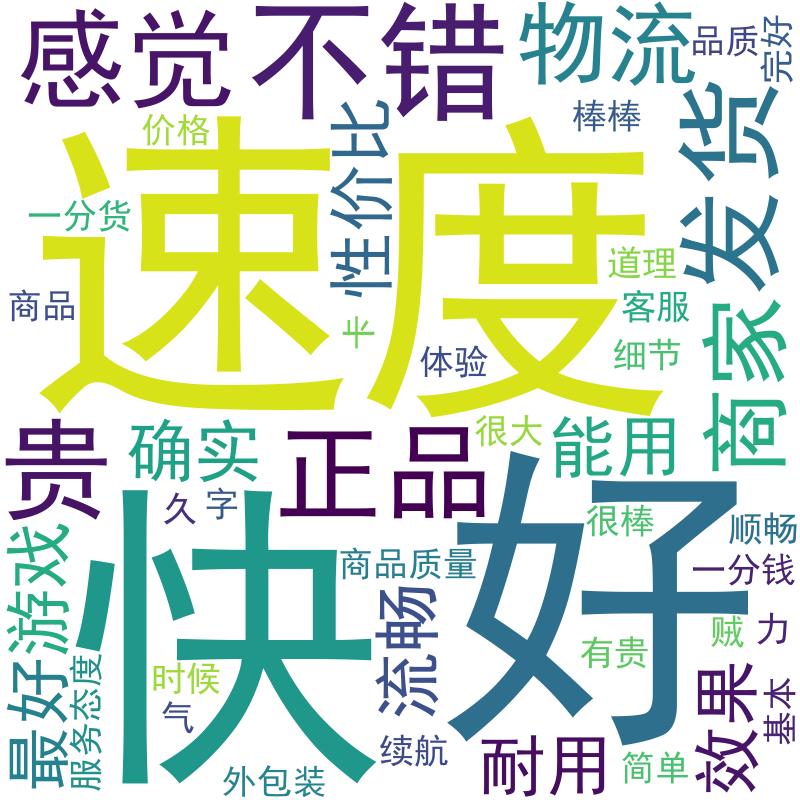 感觉
不错
物流
品质
完好
价格
棒棒
发货
速度
性价比
一分货
道理
商品
客服
卡
体验
细节
商家
贵
确实
正品
很大
能用
快
好
久
字
很棒
顺畅
游戏
商品质量
一分钱
流畅
贼
力
有贵
最好
服务态度
时候
气
效果
基本
续航
耐用
简单
外包装